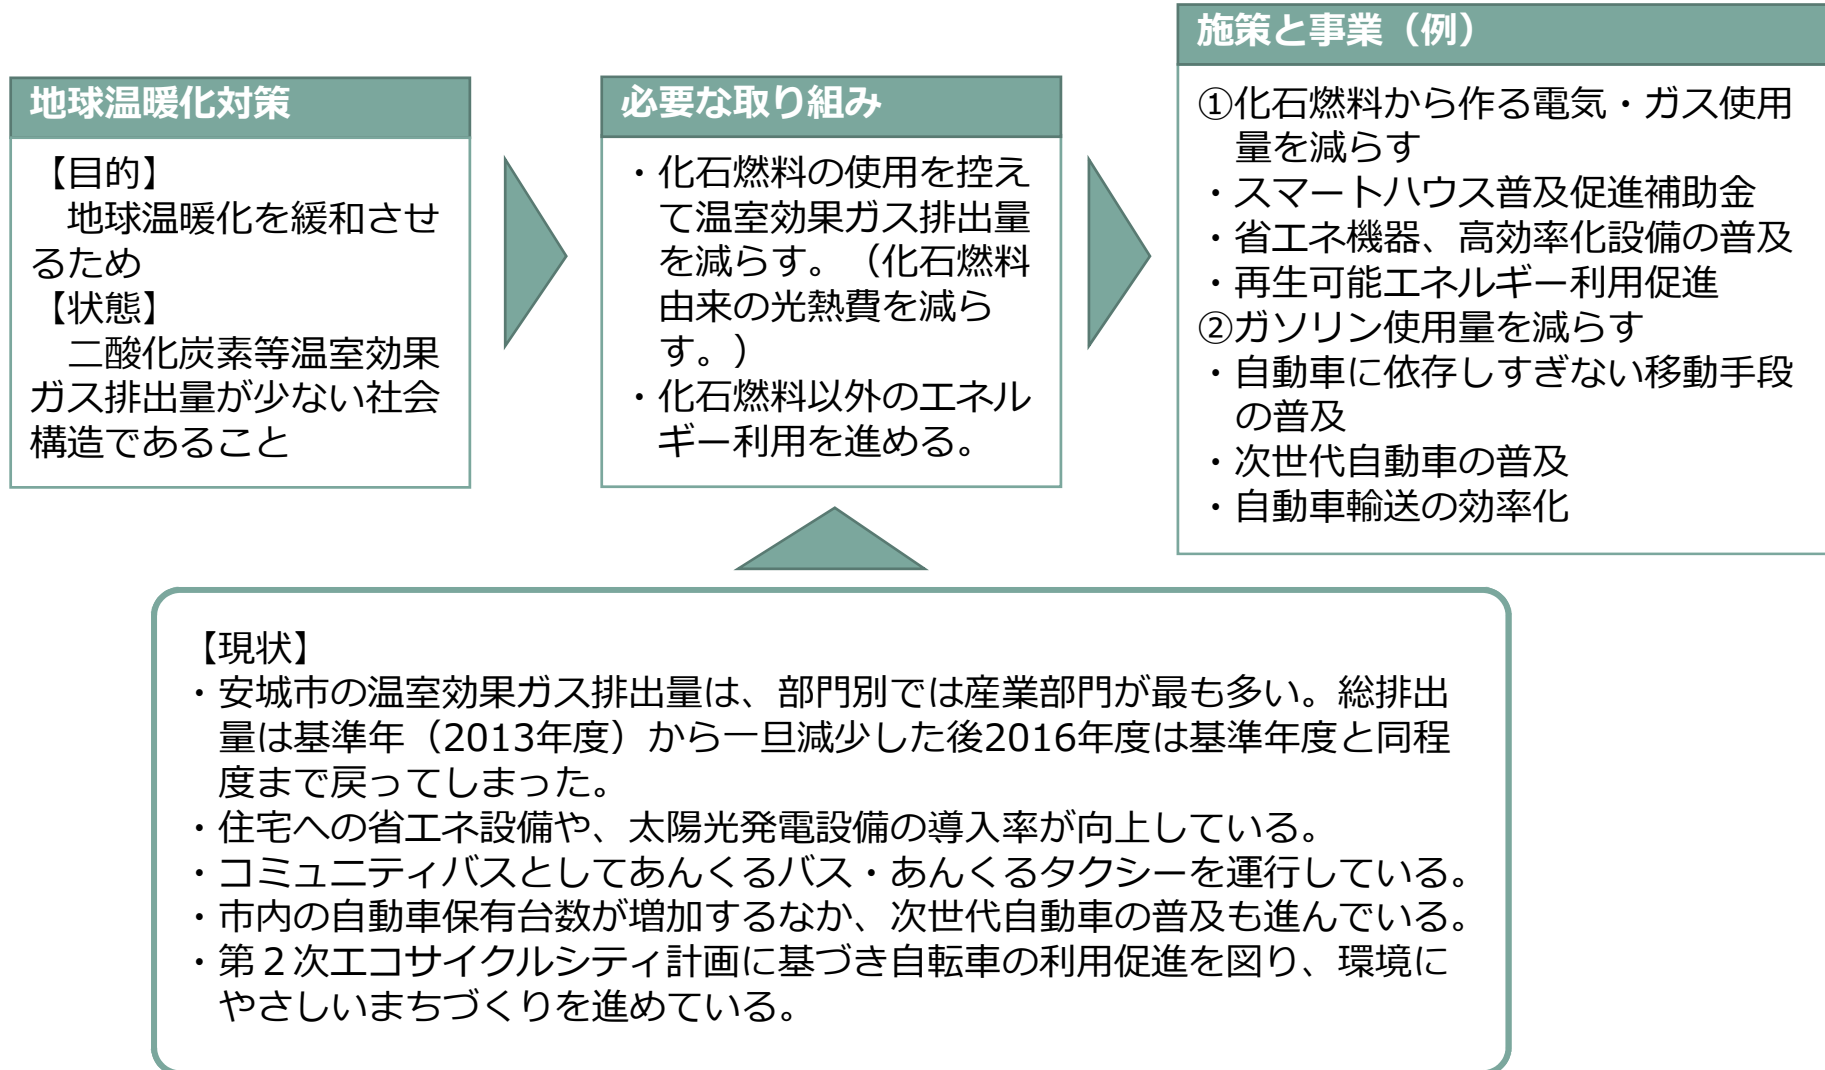 地球温暖化対策
【目的】
　地球温暖化を緩和させ
るため
【状態】
　二酸化炭素等温室効果
ガス排出量が少ない社会
構造であること
必要な取り組み
・化石燃料の使用を控え
て温室効果ガス排出量
を減らす。（化石燃料
由来の光熱費を減ら
す。）
・化石燃料以外のエネル
ギー利用を進める。
施策と事業（例）
①化石燃料から作る電気・ガス使用
量を減らす
・スマートハウス普及促進補助金
・省エネ機器、高効率化設備の普及
・再生可能エネルギー利用促進
②ガソリン使用量を減らす
・自動車に依存しすぎない移動手段
の普及
・次世代自動車の普及
・自動車輸送の効率化
【現状】
・安城市の温室効果ガス排出量は、部門別では産業部門が最も多い。総排出
量は基準年（2013年度）から一旦減少した後2016年度は基準年度と同程
度まで戻ってしまった。
・住宅への省エネ設備や、太陽光発電設備の導入率が向上している。
・コミュニティバスとしてあんくるバス・あんくるタクシーを運行している。
・市内の自動車保有台数が増加するなか、次世代自動車の普及も進んでいる。
・第２次エコサイクルシティ計画に基づき自転車の利用促進を図り、環境に
やさしいまちづくりを進めている。